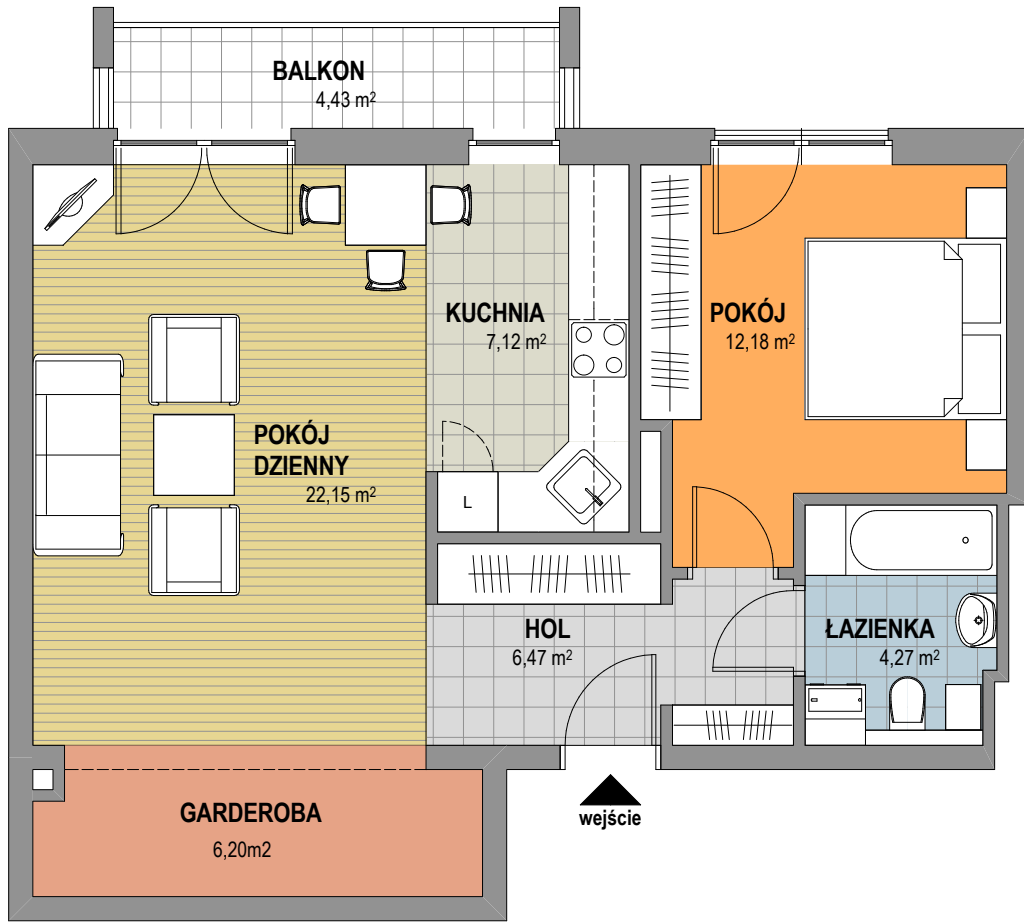 BALKON
4,43 m²
KUCHNIA
7,12 m²
POKÓJ
12,18 m²
POKÓJ
DZIENNY
22,15 m²
L
HOL
6,47 m²
ŁAZIENKA
4,27 m²
GARDEROBA
6,20m2
wejście